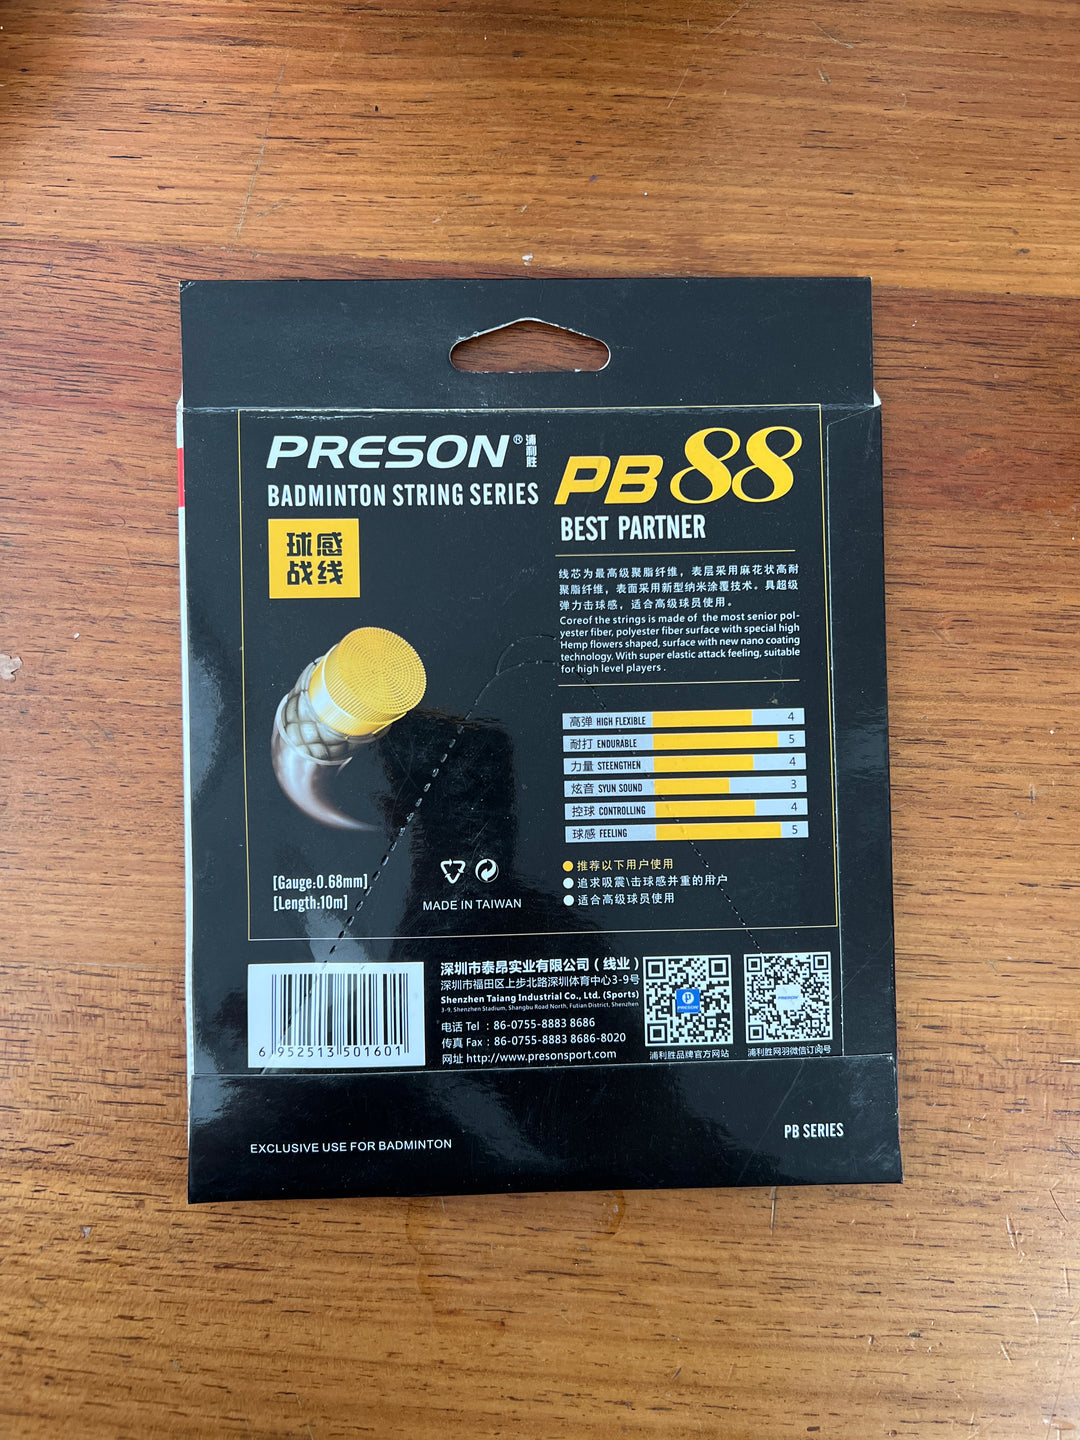 PRESON® 浦利胜
BADMINTON STRING SERIES
球感
战线
PB88
BEST PARTNER
线芯为最高级聚脂纤维，表层采用麻花状高耐
聚脂纤维，表面采用新型纳米涂覆技术。具超级
弹力击球感，适合高级球员使用。
Coreof the strings is made of the most senior pol-
yester fiber, polyester fiber surface with special high
Hemp flowers shaped, surface with new nano coating
technology. With super elastic attack feeling, suitable
for high level players .
高弹 HIGH FLEXIBLE 4
耐打 ENDURABLE 5
力量 STEENGTHEN 4
炫音 SYUN SOUND 3
控球 CONTROLLING 4
球感 FEELING 5
推荐以下用户使用
追求吸震\击球感并重的用户
适合高级球员使用
[Gauge:0.68mm]
[Length:10m]
MADE IN TAIWAN
6 952513 501601
深圳市泰昂实业有限公司（线业）
深圳市福田区上步北路深圳体育中心3-9号
Shenzhen Taiang Industrial Co., Ltd. (Sports)
3-9, Shenzhen Stadium, Shangbu Road North, Futian District, Shenzhen
电话 Tel : 86-0755-8883 8686
传真 Fax : 86-0755-8883 8686-8020
网址 http://www.presonsport.com
PRESON
浦利胜品牌官方网站
PRESON
浦利胜网羽微信订阅号
EXCLUSIVE USE FOR BADMINTON
PB SERIES